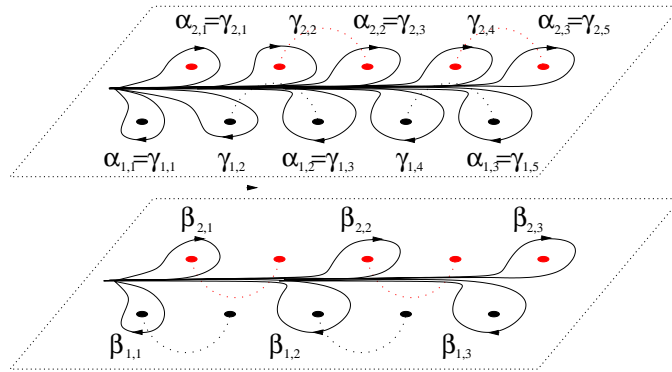 α2,1=γ2,1 γ2,2 α2,2=γ2,3 γ2,4 α2,3=γ2,5
α1,1=γ1,1 γ1,2 α1,2=γ1,3 γ1,4 α1,3=γ1,5
β2,1 β2,2 β2,3
β1,1 β1,2 β1,3